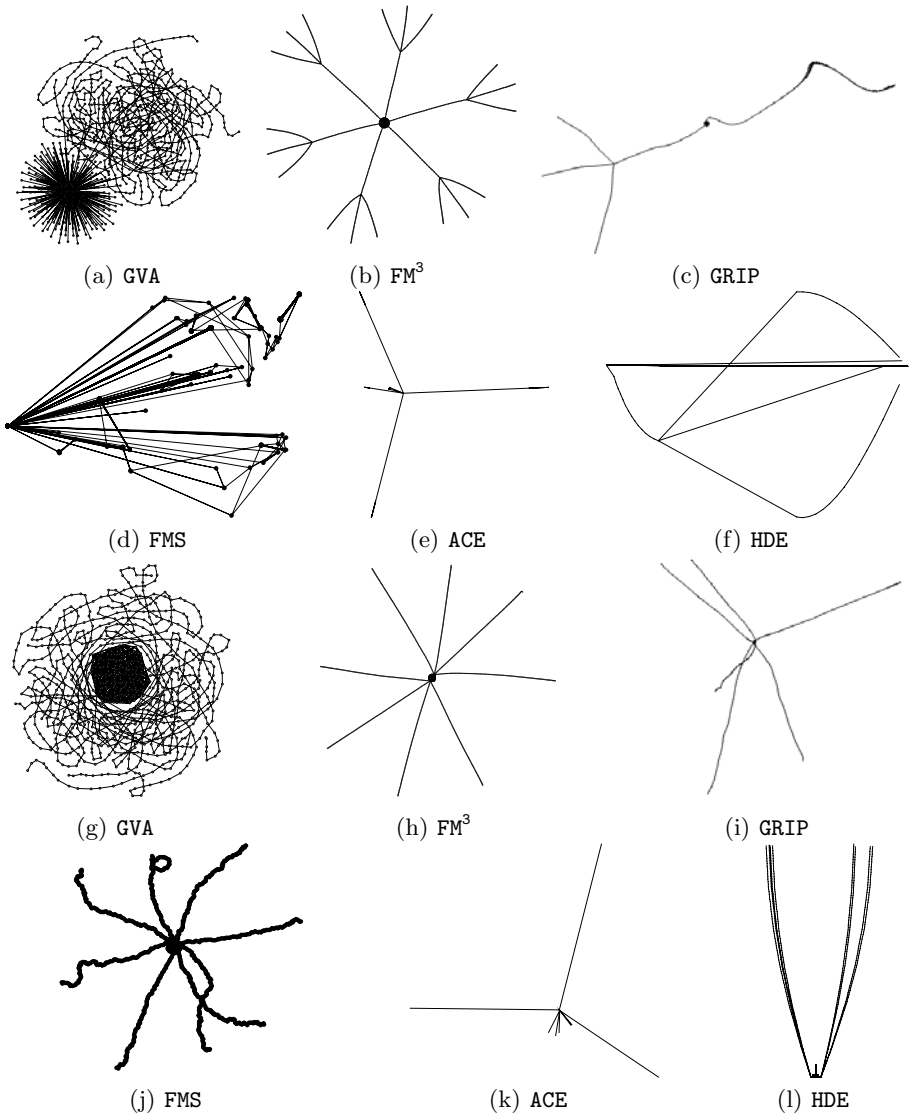 (a) GVA
(b) FM³
(c) GRIP
(d) FMS
(e) ACE
(f) HDE
(g) GVA
(h) FM³
(i) GRIP
(j) FMS
(k) ACE
(l) HDE